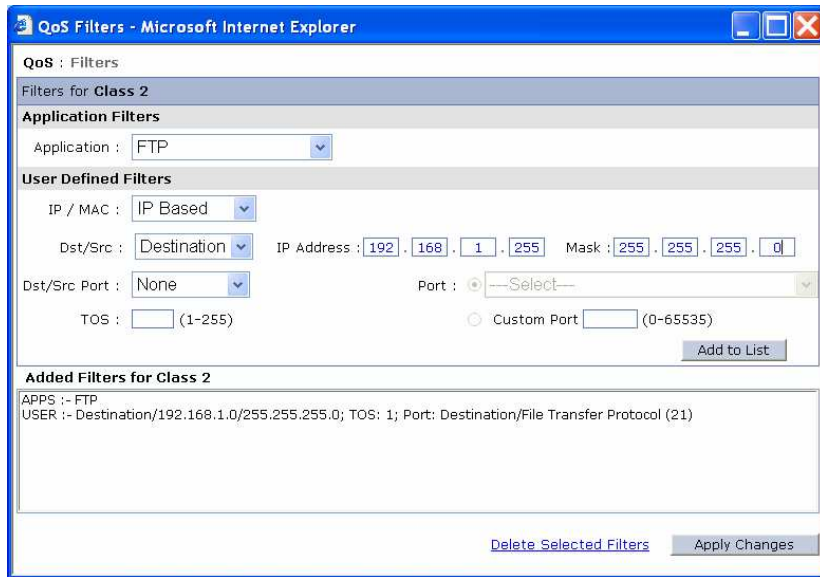 QoS Filters - Microsoft Internet Explorer
QoS : Filters
Filters for Class 2
Application Filters
Application : FTP
User Defined Filters
IP / MAC : IP Based
Dst/Src : Destination IP Address : 192 . 168 . 1 . 255 Mask : 255 . 255 . 255 . 0
Dst/Src Port : None Port : ---Select---
TOS : (1-255) Custom Port (0-65535)
Add to List
Added Filters for Class 2
APPS :- FTP
USER :- Destination/192.168.1.0/255.255.255.0; TOS: 1; Port: Destination/File Transfer Protocol (21)
Delete Selected Filters Apply Changes